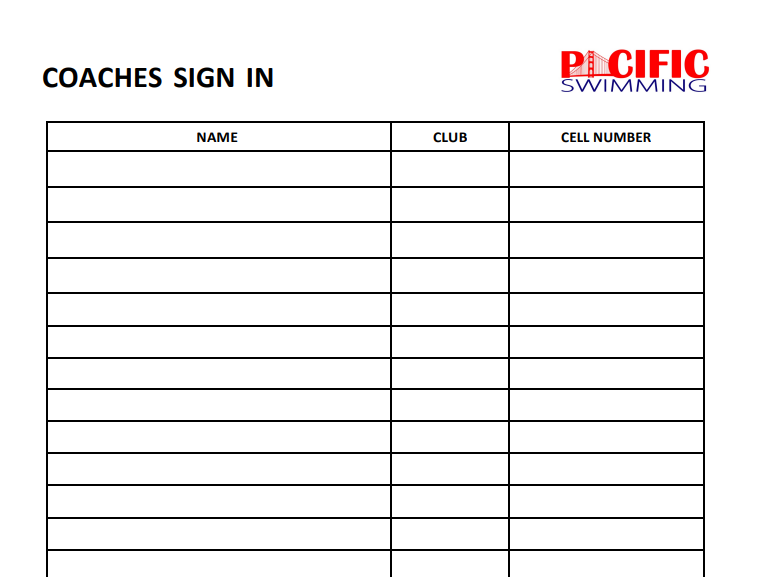 COACHES SIGN IN
PACIFIC
SWIMMING
NAME CLUB CELL NUMBER